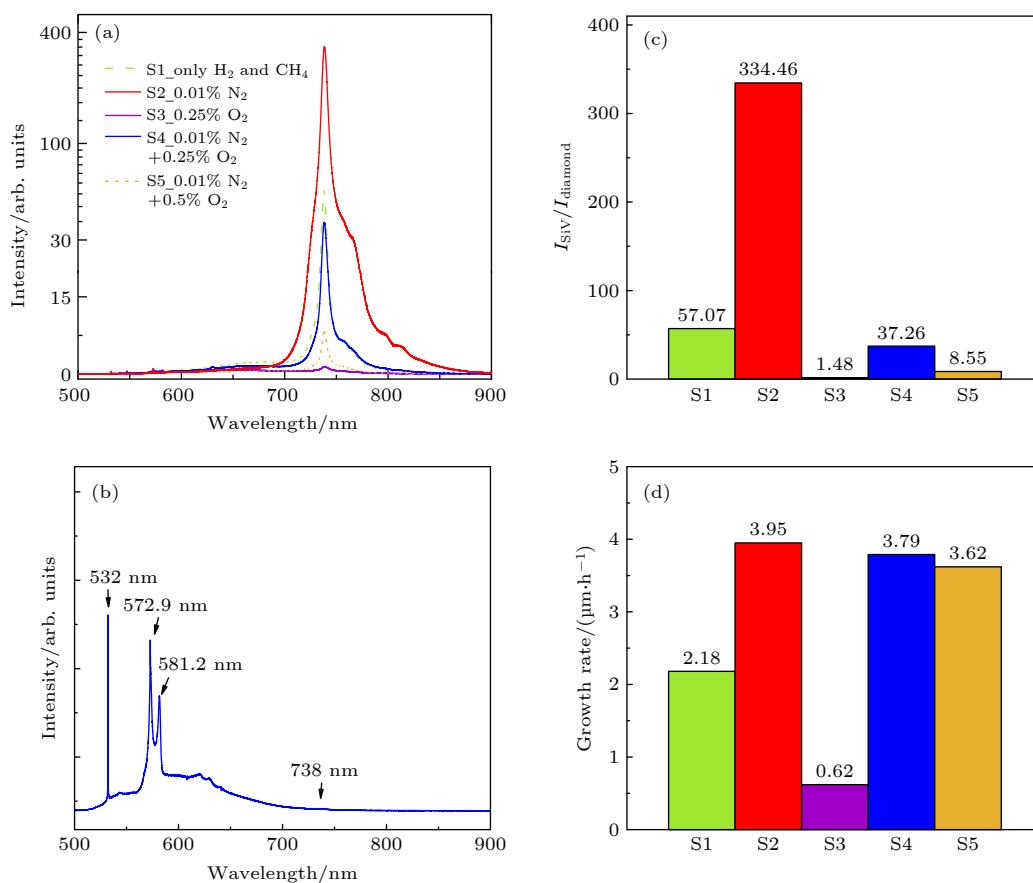 (a)
400
100
30
15
0
Intensity/arb. units
S1_only H₂ and CH₄
S2_0.01% N₂
S3_0.25% O₂
S4_0.01% N₂
+0.25% O₂
S5_0.01% N₂
+0.5% O₂
500 600 700 800 900
Wavelength/nm
(c)
400
300
200
100
0
I_SiV/I_diamond
57.07
334.46
1.48
37.26
8.55
S1 S2 S3 S4 S5
(b)
Intensity/arb. units
532 nm
572.9 nm
581.2 nm
738 nm
500 600 700 800 900
Wavelength/nm
(d)
5
4
3
2
1
0
Growth rate/(µm·h⁻¹)
2.18
3.95
0.62
3.79
3.62
S1 S2 S3 S4 S5